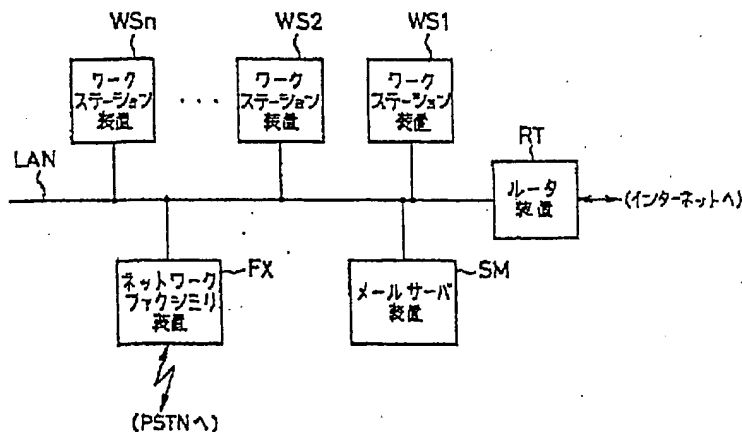 WSn
WS2
WS1
ワーク
ステーション
装置
...
ワーク
ステーション
装置
ワーク
ステーション
装置
RT
LAN
ルータ
装置
(インターネットへ)
ネットワーク
ファクシミリ
装置
FX
メールサーバ
装置
SM
(PSTNへ)